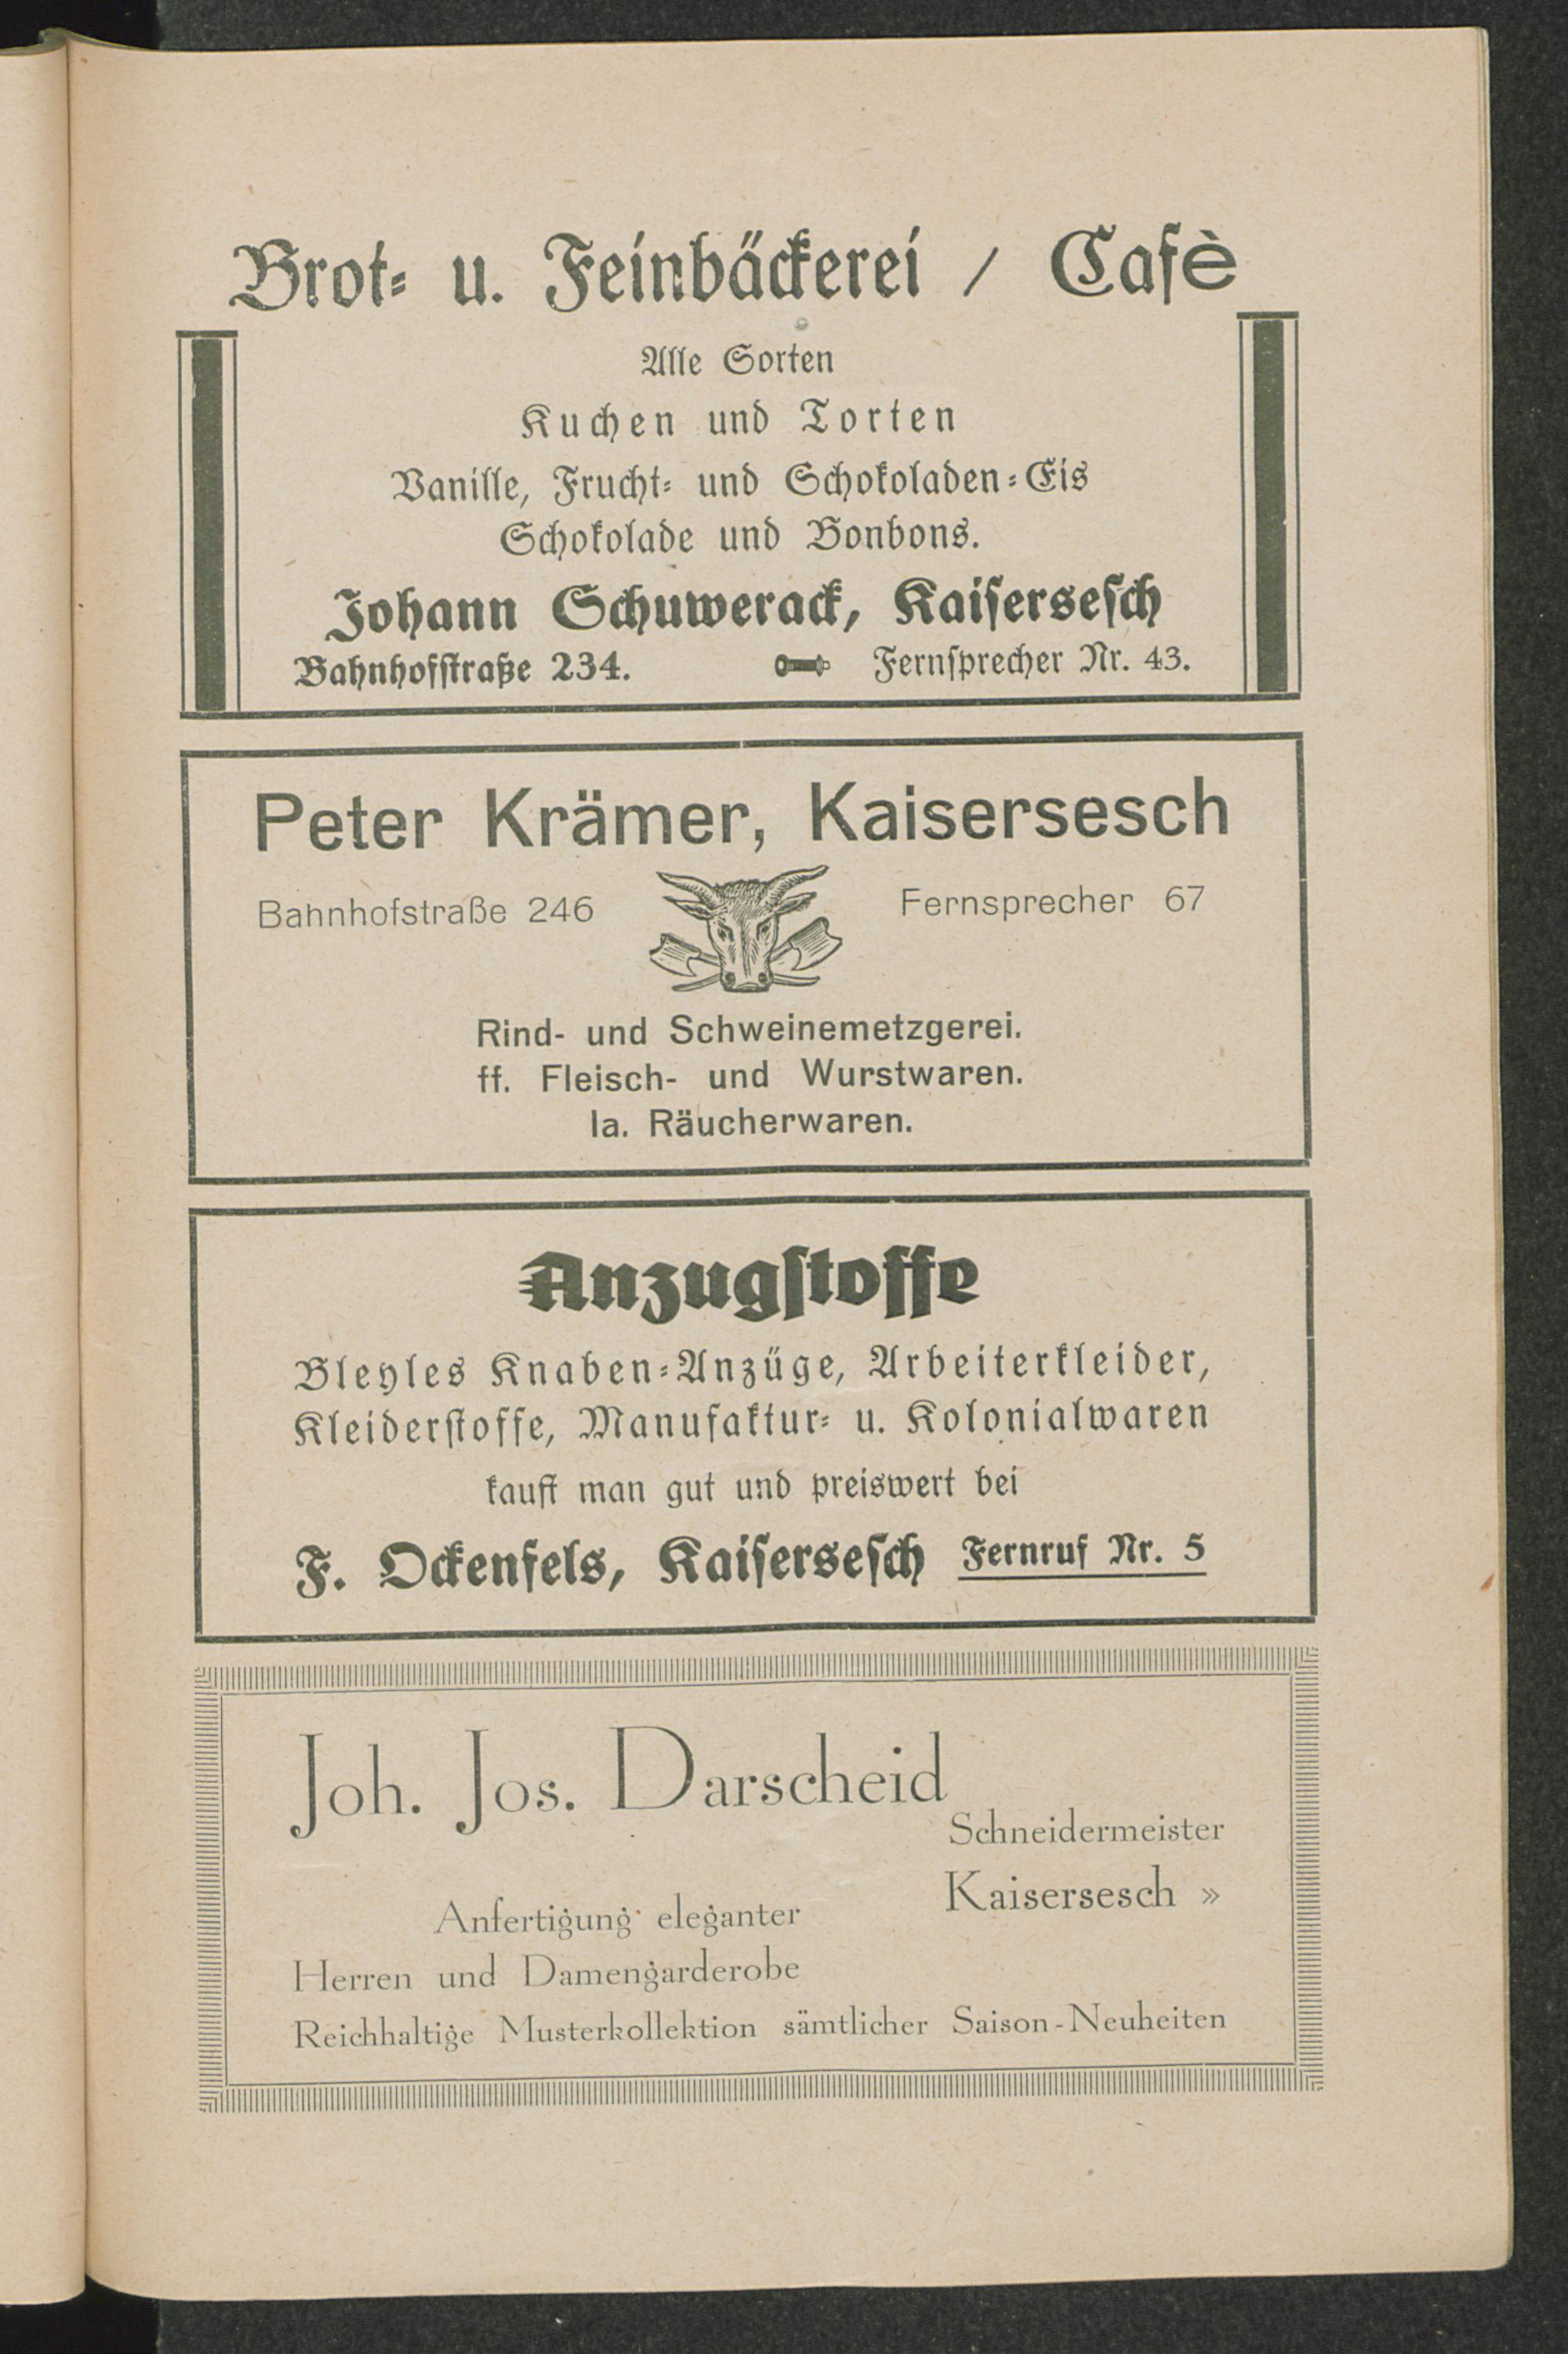 Brot- u. Feinbäckerei / Cafè
Alle Sorten
Kuchen und Torten
Vanille, Frucht- und Schokoladen-Eis
Schokolade und Bonbons.
Johann Schuwerack, Kaisersesch
Bahnhofstraße 234. Fernsprecher Nr. 43.
Peter Krämer, Kaisersesch
Bahnhofstraße 246 Fernsprecher 67
Rind- und Schweinemetzgerei.
ff. Fleisch- und Wurstwaren.
Ia. Räucherwaren.
Anzugstoffe
Bleyles Knaben-Anzüge, Arbeiterkleider,
Kleiderstoffe, Manufaktur- u. Kolonialwaren
kauft man gut und preiswert bei
F. Ockenfels, Kaisersesch Fernruf Nr. 5
Joh. Jos. Darscheid
Schneidermeister
Kaisersesch »
Anfertigung eleganter
Herren und Damengarderobe
Reichhaltige Musterkollektion sämtlicher Saison-Neuheiten